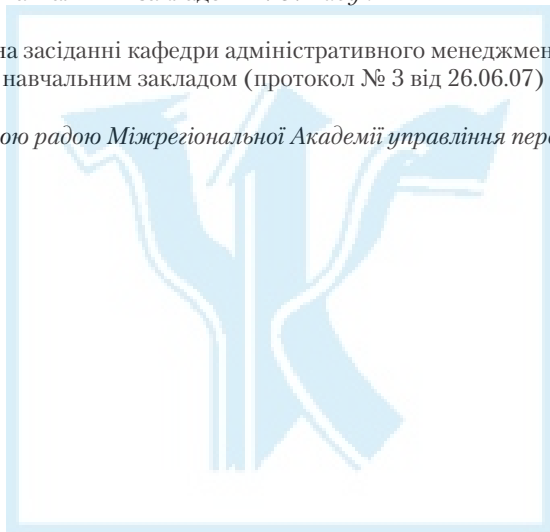 на засіданні кафедри адміністративного менеджмен
навчальним закладом (протокол № 3 від 26.06.07)
ою радою Міжрегіональної Академії управління пер